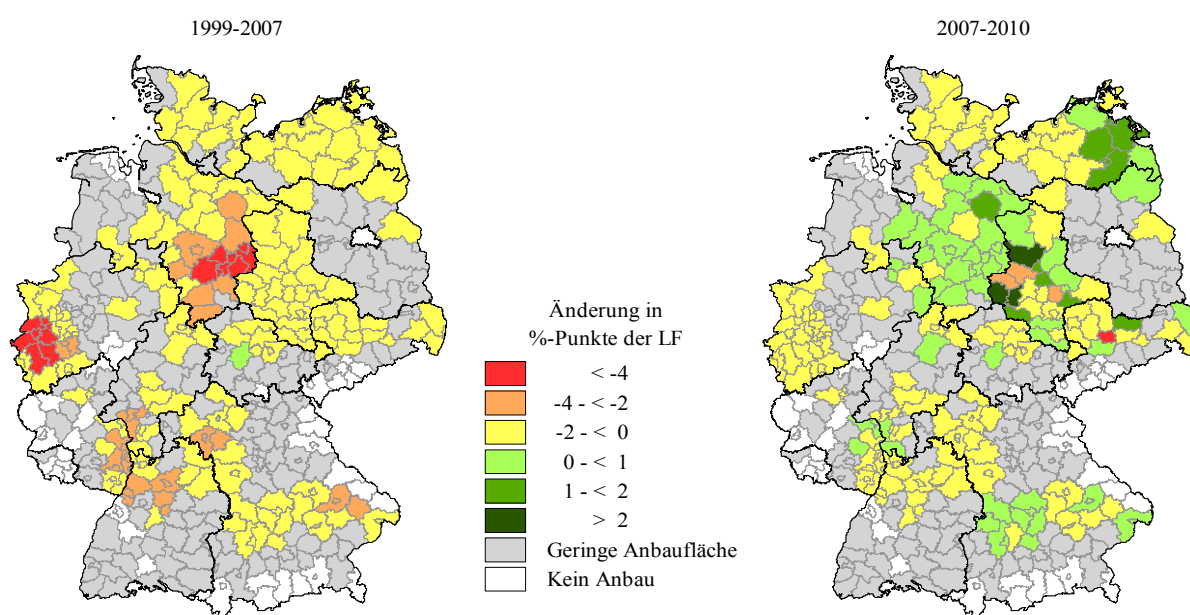 1999-2007
2007-2010
Änderung in
%-Punkte der LF
< -4
-4 - < -2
-2 - < 0
0 - < 1
1 - < 2
> 2
Geringe Anbaufläche
Kein Anbau